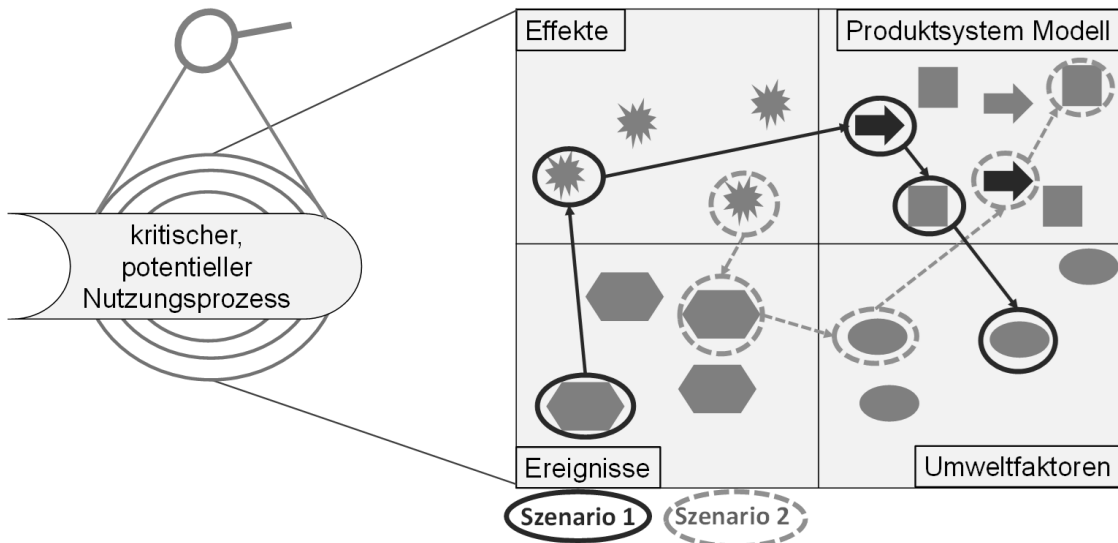 kritischer,
potentieller
Nutzungsprozess
Effekte
Produktsystem Modell
Ereignisse
Umweltfaktoren
Szenario 1
Szenario 2